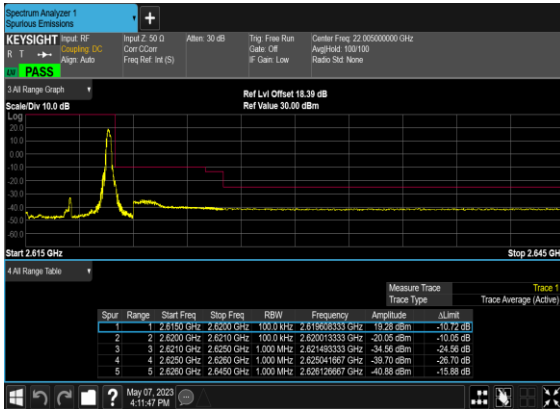 Spectrum Analyzer 1
Spurious Emissions
KEYSIGHT Input: RF Input Z: 50 Ω Atten: 30 dB Trig: Free Run Center Freq: 22.005000000 GHz
R T Coupling: DC Corr CCorr Gate: Off Avg|Hold: 100/100
Align: Auto Freq Ref: Int (S) IF Gain: Low Radio Std: None
LXI PASS
3 All Range Graph
Ref Lvl Offset 18.39 dB
Scale/Div 10.0 dB Ref Value 30.00 dBm
Log
20.0
10.0
0.00
-10.0
-20.0
-30.0
-40.0
-50.0
-60.0
Start 2.615 GHz Stop 2.645 GH
4 All Range Table
Measure Trace Trace 1
Trace Type Trace Average (Active)
Spur Range Start Freq Stop Freq RBW Frequency Amplitude ΔLimit
1 1 2.6150 GHz 2.6200 GHz 100.0 kHz 2.619608333 GHz 19.28 dBm -10.72 dB
2 2 2.6200 GHz 2.6210 GHz 100.0 kHz 2.620013333 GHz -20.05 dBm -10.05 dB
3 3 2.6210 GHz 2.6250 GHz 1.000 MHz 2.621493333 GHz -34.56 dBm -24.56 dB
4 4 2.6250 GHz 2.6260 GHz 1.000 MHz 2.625041667 GHz -39.70 dBm -26.70 dB
5 5 2.6260 GHz 2.6450 GHz 1.000 MHz 2.626126667 GHz -40.88 dBm -15.88 dB
May 07, 2023
4:11:47 PM